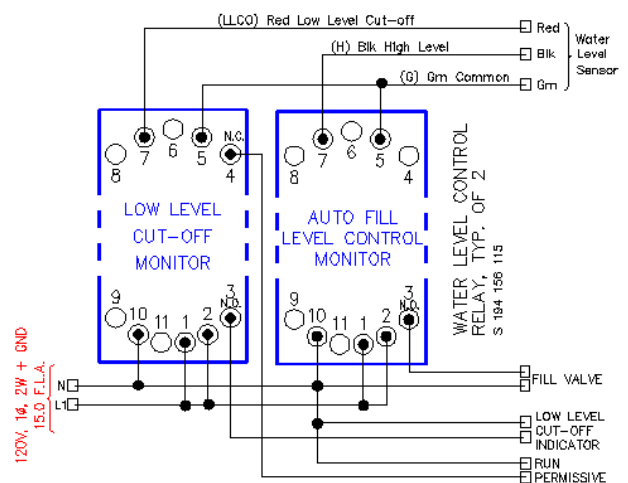 (LLCO) Red Low Level Cut-off
Red
(H) Blk High Level
Blk
Water
Level
Sensor
(G) Grn Common
Grn
7
6
5
N.C.
8
4
7
6
5
8
4
LOW LEVEL
CUT-OFF
MONITOR
AUTO FILL
LEVEL CONTROL
MONITOR
WATER LEVEL CONTROL
RELAY, TYP. OF 2
S 194 156 115
9
10
11
1
2
3
N.O.
9
10
11
1
2
3
N.O.
120V, 1ø, 2W + GND
15.0 F.L.A.
N
L1
FILL VALVE
LOW LEVEL
CUT-OFF
INDICATOR
RUN
PERMISSIVE